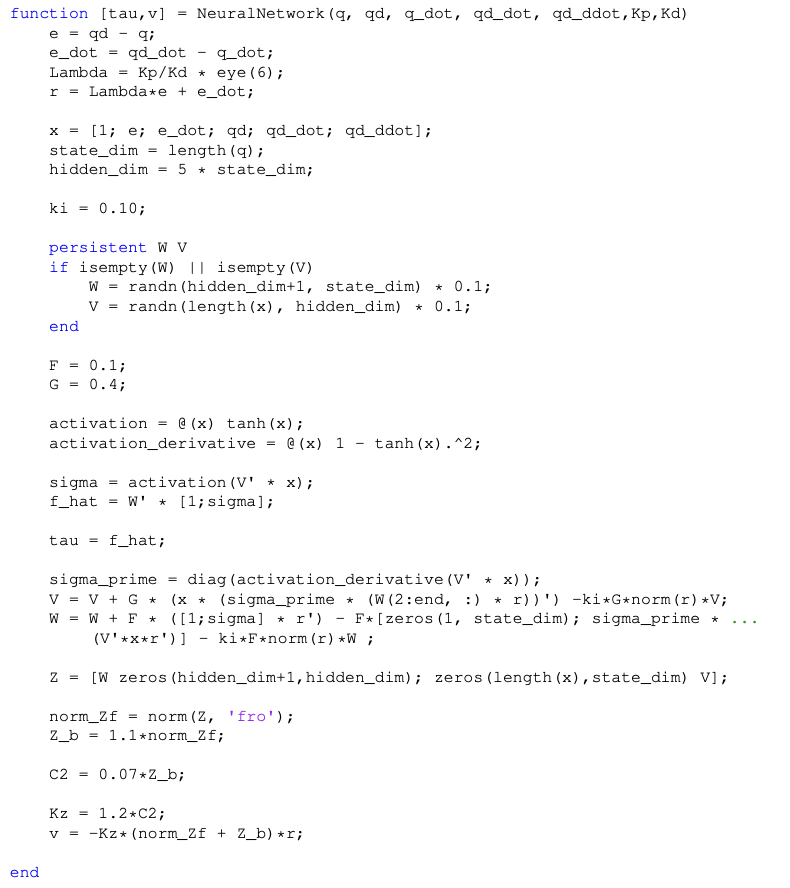 function [tau,v] = NeuralNetwork(q, qd, q_dot, qd_dot, qd_ddot,Kp,Kd)
    e = qd - q;
    e_dot = qd_dot - q_dot;
    Lambda = Kp/Kd * eye(6);
    r = Lambda*e + e_dot;

    x = [1; e; e_dot; qd; qd_dot; qd_ddot];
    state_dim = length(q);
    hidden_dim = 5 * state_dim;

    ki = 0.10;

    persistent W V
    if isempty(W) || isempty(V)
        W = randn(hidden_dim+1, state_dim) * 0.1;
        V = randn(length(x), hidden_dim) * 0.1;
    end

    F = 0.1;
    G = 0.4;

    activation = @(x) tanh(x);
    activation_derivative = @(x) 1 - tanh(x).^2;

    sigma = activation(V' * x);
    f_hat = W' * [1;sigma];

    tau = f_hat;

    sigma_prime = diag(activation_derivative(V' * x));
    V = V + G * (x * (sigma_prime * (W(2:end, :) * r))') -ki*G*norm(r)*V;
    W = W + F * ([1;sigma] * r') - F*[zeros(1, state_dim); sigma_prime * ...
        (V'*x*r')] - ki*F*norm(r)*W ;

    Z = [W zeros(hidden_dim+1,hidden_dim); zeros(length(x),state_dim) V];

    norm_Zf = norm(Z, 'fro');
    Z_b = 1.1*norm_Zf;

    C2 = 0.07*Z_b;

    Kz = 1.2*C2;
    v = -Kz*(norm_Zf + Z_b)*r;

end